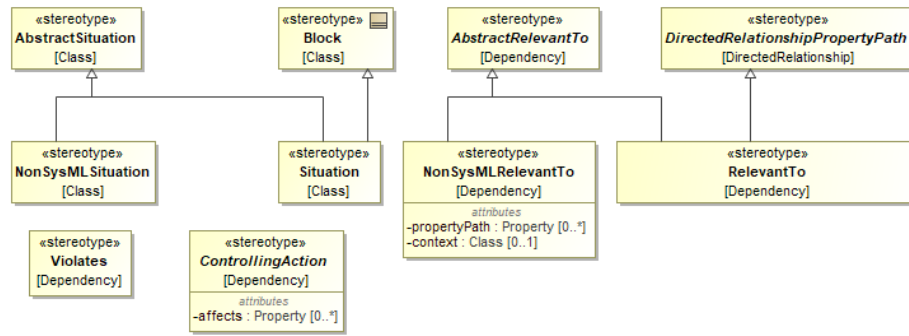 «stereotype»
AbstractSituation
[Class]
«stereotype»
Block
[Class]
«stereotype»
AbstractRelevantTo
[Dependency]
«stereotype»
DirectedRelationshipPropertyPath
[DirectedRelationship]
«stereotype»
NonSysMLSituation
[Class]
«stereotype»
Situation
[Class]
«stereotype»
NonSysMLRelevantTo
[Dependency]
attributes
-propertyPath : Property [0..*]
-context : Class [0..1]
«stereotype»
RelevantTo
[Dependency]
«stereotype»
Violates
[Dependency]
«stereotype»
ControllingAction
[Dependency]
attributes
-affects : Property [0..*]